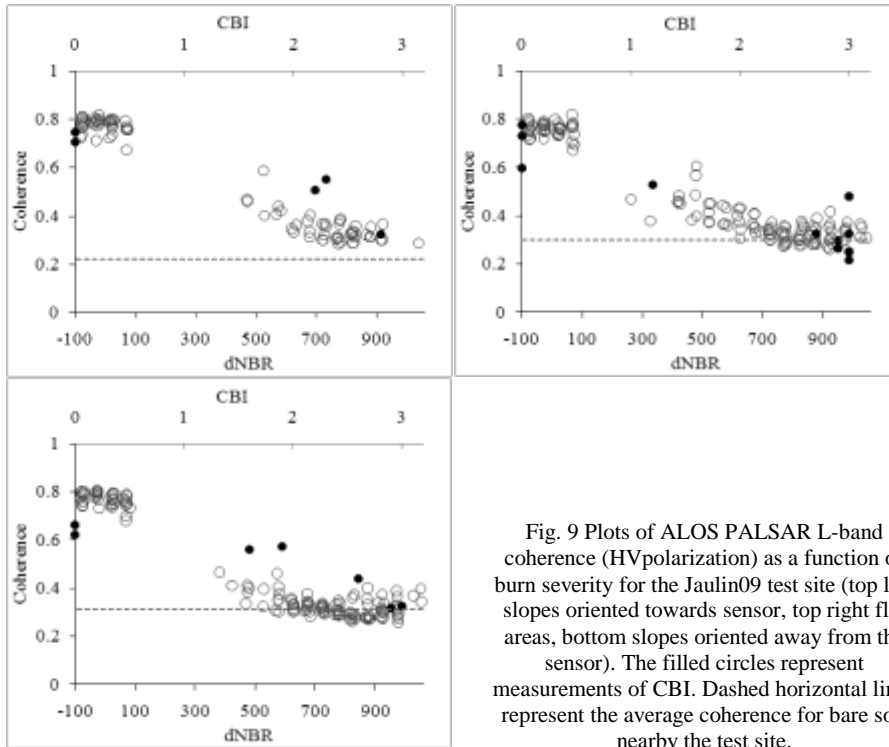 CBI
0 1 2 3
1
0.8
0.6
0.4
0.2
0
Coherence
-100 100 300 500 700 900
dNBR
CBI
0 1 2 3
1
0.8
0.6
0.4
0.2
0
Coherence
-100 100 300 500 700 900
dNBR
CBI
0 1 2 3
1
0.8
0.6
0.4
0.2
0
Coherence
-100 100 300 500 700 900
dNBR
Fig. 9 Plots of ALOS PALSAR L-band
coherence (HVpolarization) as a function
burn severity for the Jaulin09 test site (top
slopes oriented towards sensor, top right
areas, bottom slopes oriented away from
sensor). The filled circles represent
measurements of CBI. Dashed horizontal
represent the average coherence for bare
nearby the test site.